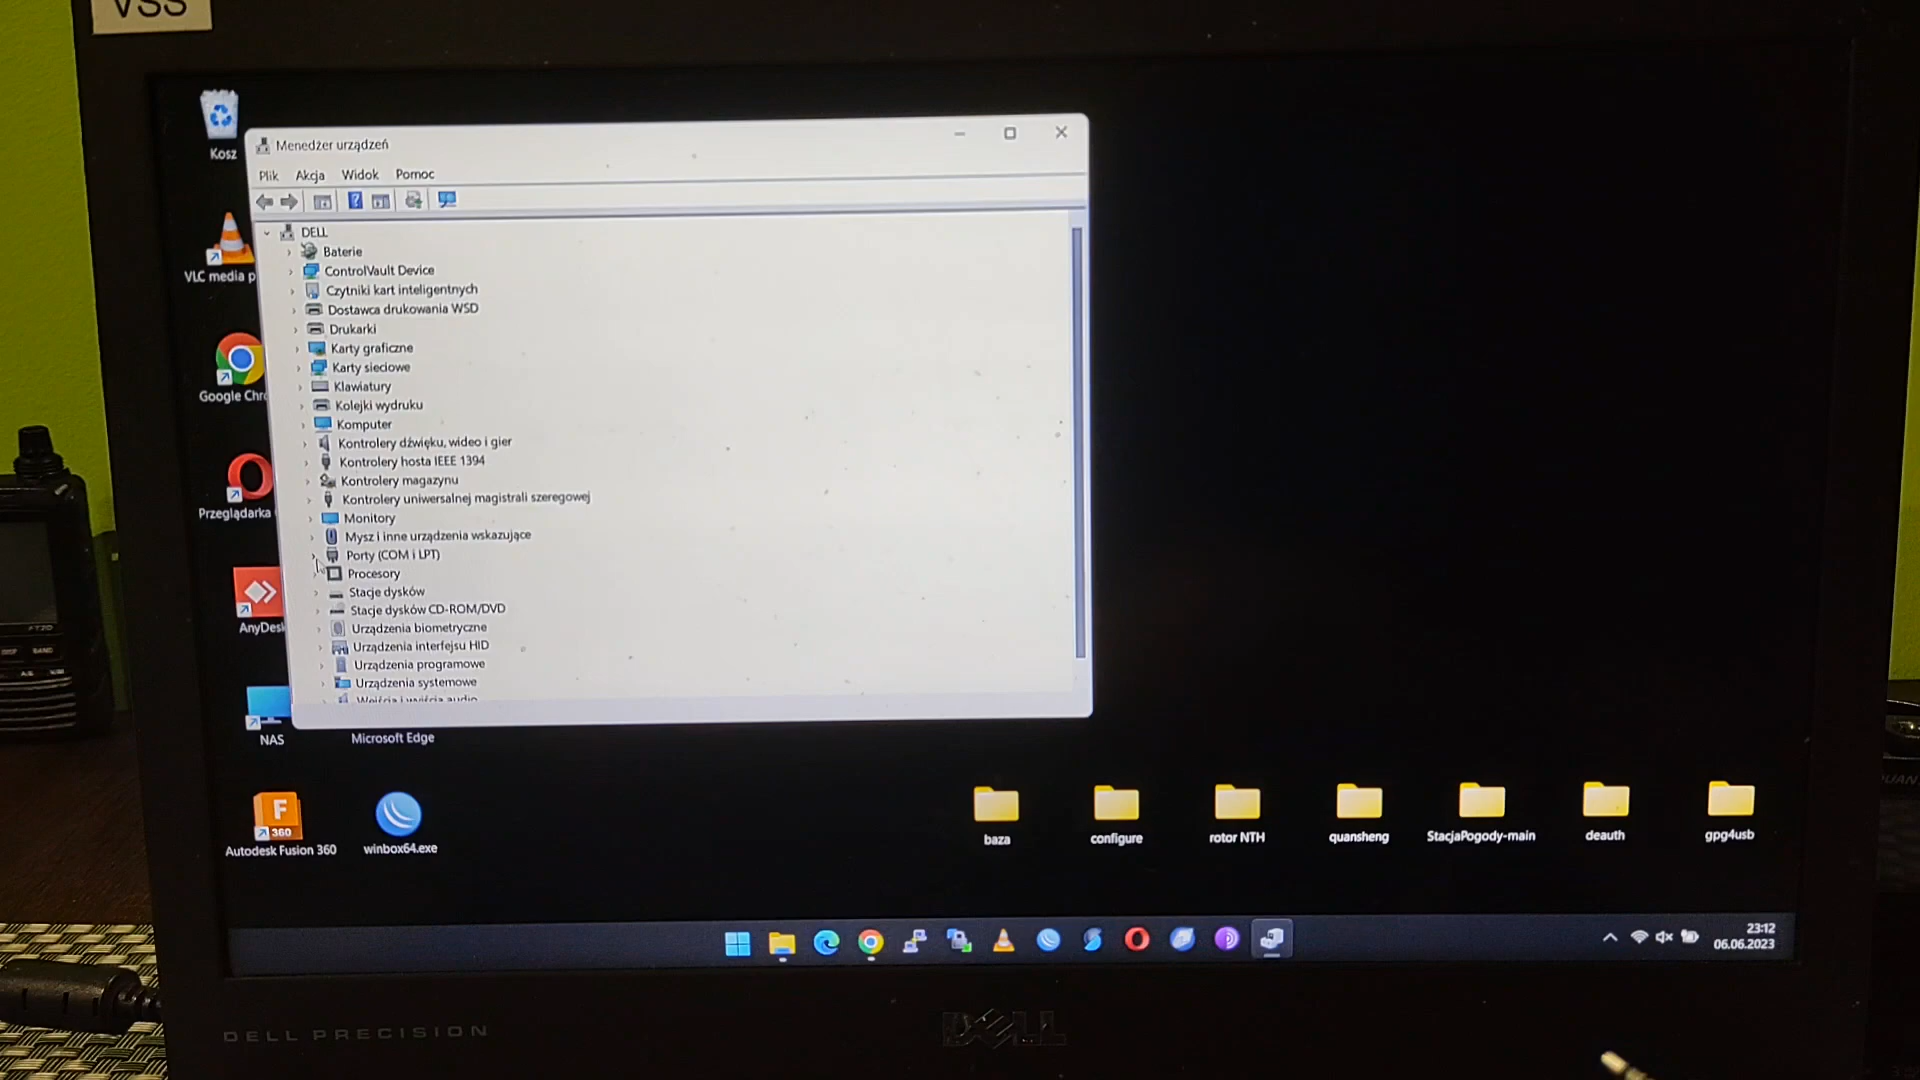 VSS
Kosz
Menedżer urządzeń
Plik Akcja Widok Pomoc
DELL
Baterie
ControlVault Device
Czytniki kart inteligentnych
Dostawca drukowania WSD
Drukarki
Karty graficzne
Karty sieciowe
Klawiatury
Kolejki wydruku
Komputer
Kontrolery dźwięku, wideo i gier
Kontrolery hosta IEEE 1394
Kontrolery magazynu
Kontrolery uniwersalnej magistrali szeregowej
Monitory
Mysz i inne urządzenia wskazujące
Porty (COM i LPT)
Procesory
Stacje dysków
Stacje dysków CD-ROM/DVD
Urządzenia biometryczne
Urządzenia interfejsu HID
Urządzenia programowe
Urządzenia systemowe
Wejścia i wyjścia audio
VLC media p
Google Chr
Przeglądarka
AnyDesk
NAS
Microsoft Edge
F
360
Autodesk Fusion 360
winbox64.exe
baza
configure
rotor NTH
quansheng
StacjaPogody-main
deauth
gpg4usb
23:12
06.06.2023
DELL PRECISION
DELL
BAND